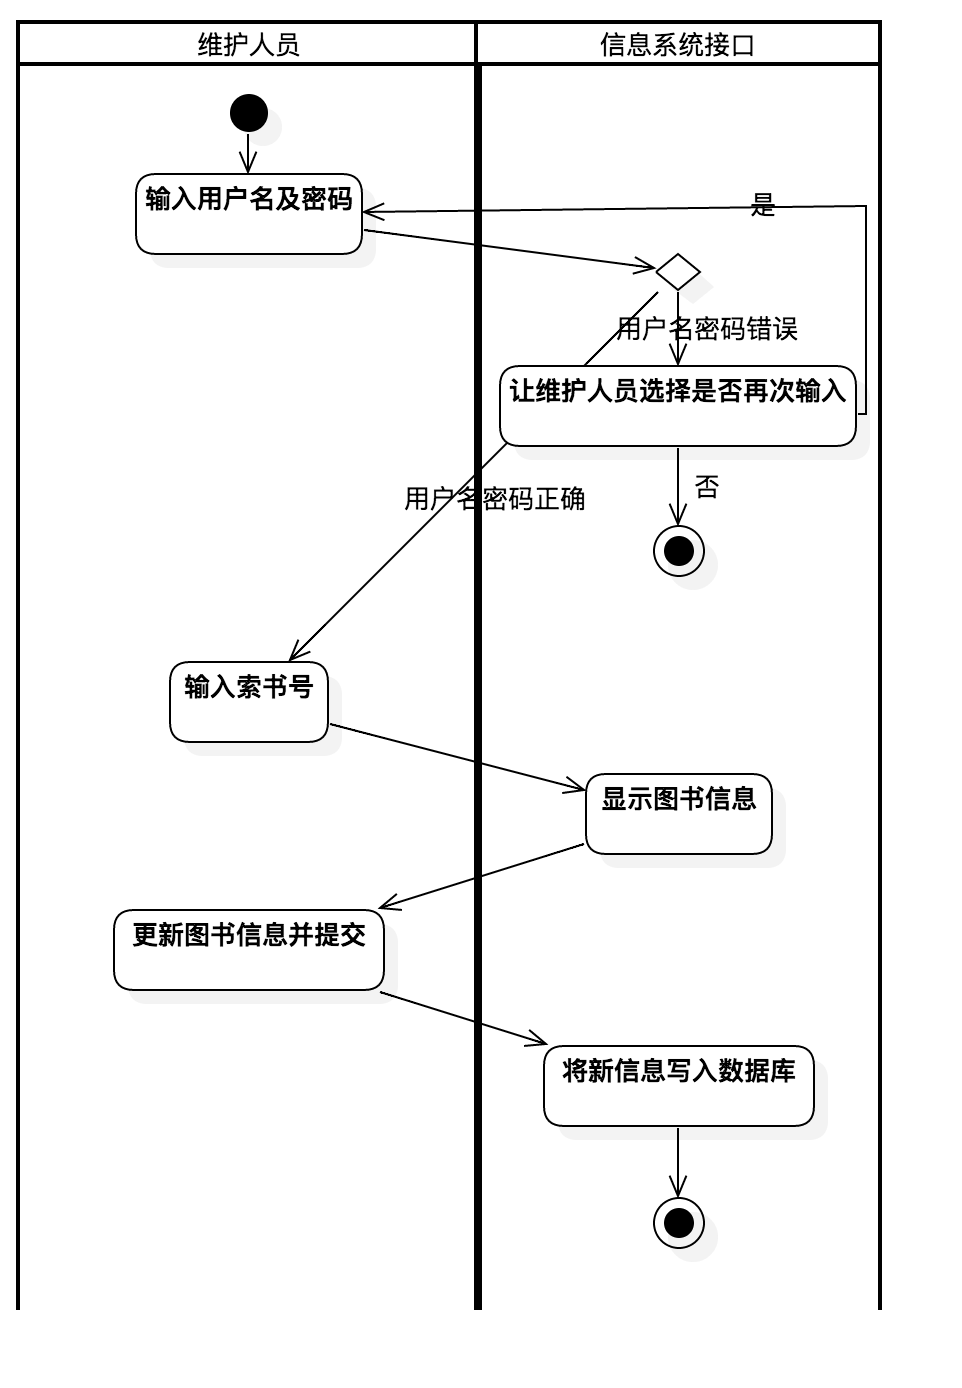 维护人员
信息系统接口
输入用户名及密码
是
用户名密码错误
让维护人员选择是否再次输入
用户名密码正确
否
输入索书号
显示图书信息
更新图书信息并提交
将新信息写入数据库